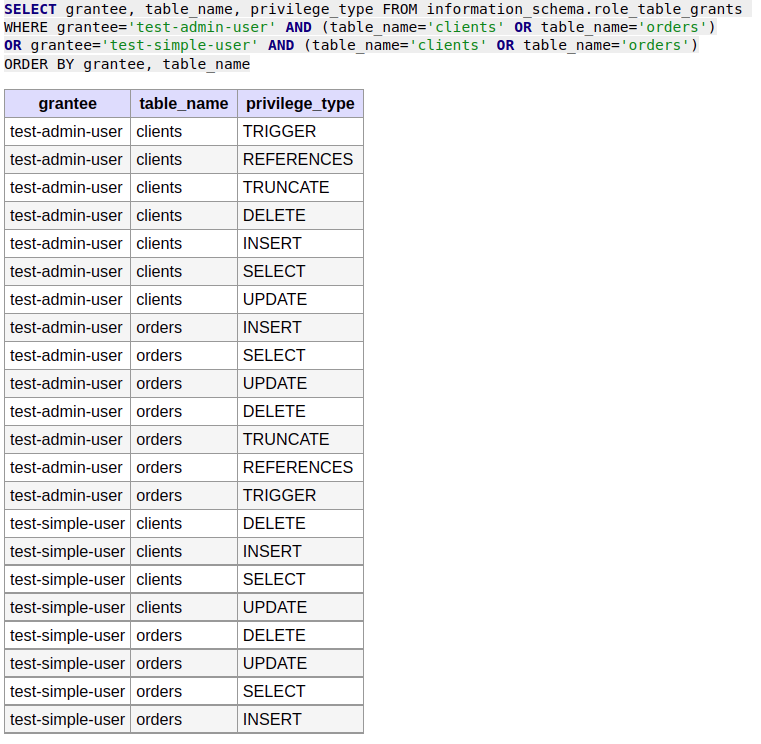 SELECT grantee, table_name, privilege_type FROM information_schema.role_table_grants
WHERE grantee='test-admin-user' AND (table_name='clients' OR table_name='orders')
OR grantee='test-simple-user' AND (table_name='clients' OR table_name='orders')
ORDER BY grantee, table_name
grantee table_name privilege_type
test-admin-user clients TRIGGER
test-admin-user clients REFERENCES
test-admin-user clients TRUNCATE
test-admin-user clients DELETE
test-admin-user clients INSERT
test-admin-user clients SELECT
test-admin-user clients UPDATE
test-admin-user orders INSERT
test-admin-user orders SELECT
test-admin-user orders UPDATE
test-admin-user orders DELETE
test-admin-user orders TRUNCATE
test-admin-user orders REFERENCES
test-admin-user orders TRIGGER
test-simple-user clients DELETE
test-simple-user clients INSERT
test-simple-user clients SELECT
test-simple-user clients UPDATE
test-simple-user orders DELETE
test-simple-user orders UPDATE
test-simple-user orders SELECT
test-simple-user orders INSERT